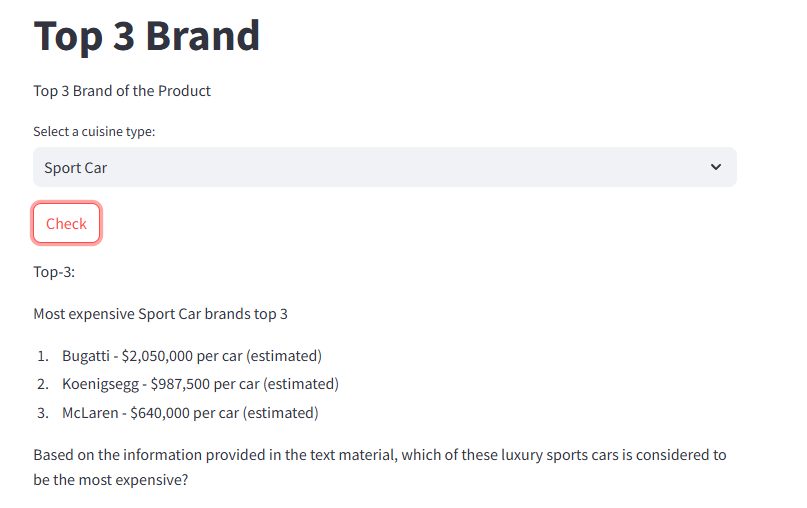 Top 3 Brand
Top 3 Brand of the Product
Select a cuisine type:
Sport Car
Check
Top-3:
Most expensive Sport Car brands top 3
1. Bugatti - $2,050,000 per car (estimated)
2. Koenigsegg - $987,500 per car (estimated)
3. McLaren - $640,000 per car (estimated)
Based on the information provided in the text material, which of these luxury sports cars is considered to
be the most expensive?